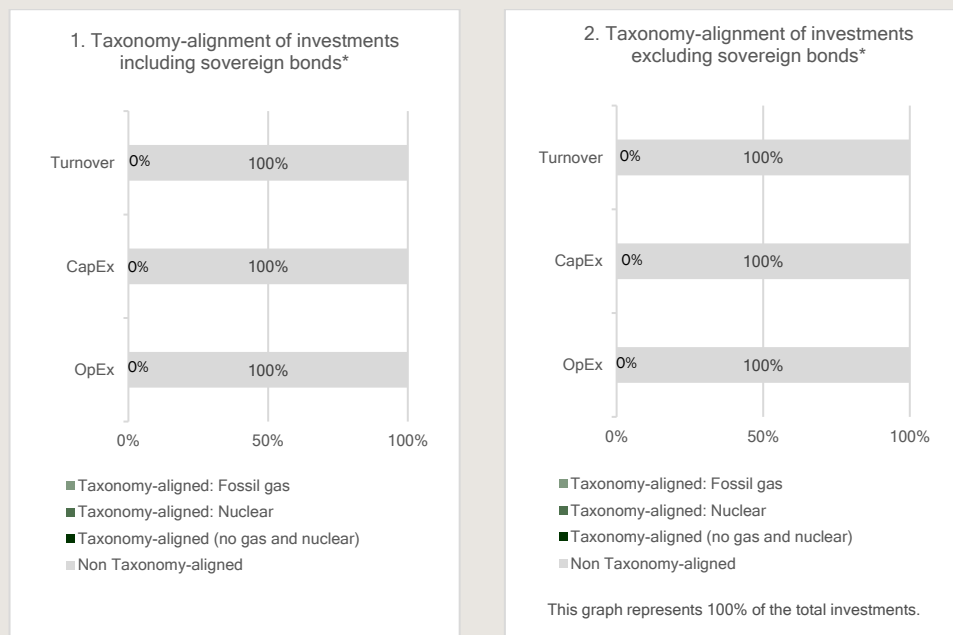 1. Taxonomy-alignment of investments
including sovereign bonds*
Turnover
0%
100%
CapEx
0%
100%
OpEx
0%
100%
0%
50%
100%
Taxonomy-aligned: Fossil gas
Taxonomy-aligned: Nuclear
Taxonomy-aligned (no gas and nuclear)
Non Taxonomy-aligned
2. Taxonomy-alignment of investments
excluding sovereign bonds*
Turnover
0%
100%
CapEx
0%
100%
OpEx
0%
100%
0%
50%
100%
Taxonomy-aligned: Fossil gas
Taxonomy-aligned: Nuclear
Taxonomy-aligned (no gas and nuclear)
Non Taxonomy-aligned
This graph represents 100% of the total investments.